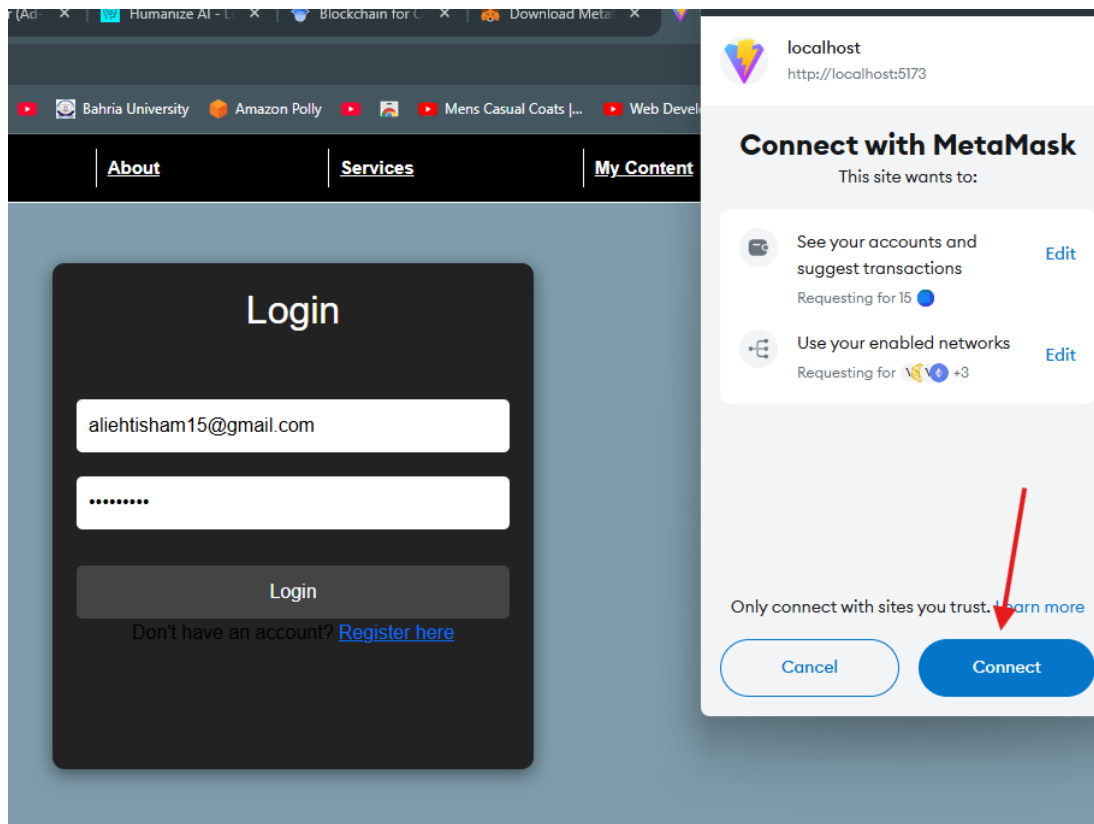 r (Ad-
Humanize AI - L
Blockchain for C
Download Meta
Bahria University
Amazon Polly
Mens Casual Coats |...
Web Devel
About
Services
My Content
Login
aliehtisham15@gmail.com
•••••••••
Login
Don't have an account? Register here
localhost
http://localhost:5173
Connect with MetaMask
This site wants to:
See your accounts and
suggest transactions
Edit
Requesting for 15
Use your enabled networks
Edit
Requesting for +3
Only connect with sites you trust. Learn more
Cancel
Connect